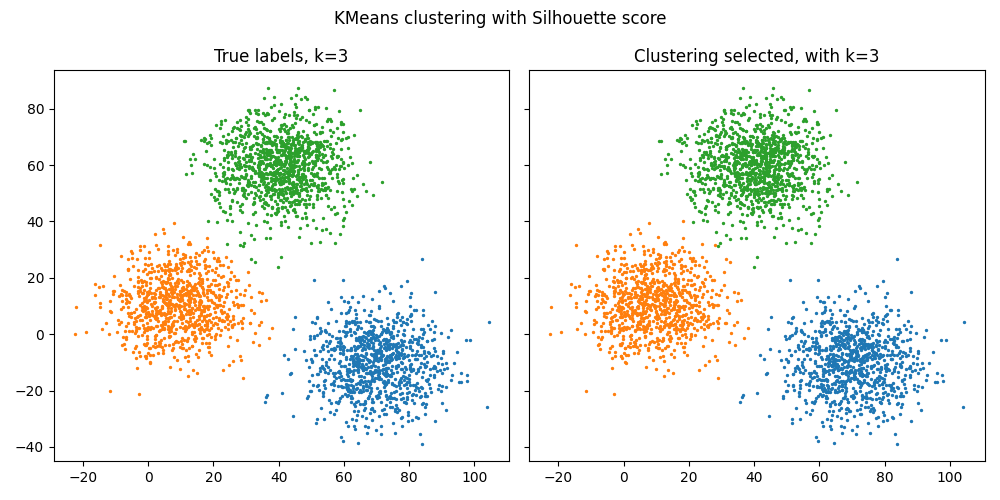 KMeans clustering with Silhouette score
True labels, k=3
Clustering selected, with k=3
80
60
40
20
0
−20
−40
−20 0 20 40 60 80 100
−20 0 20 40 60 80 100